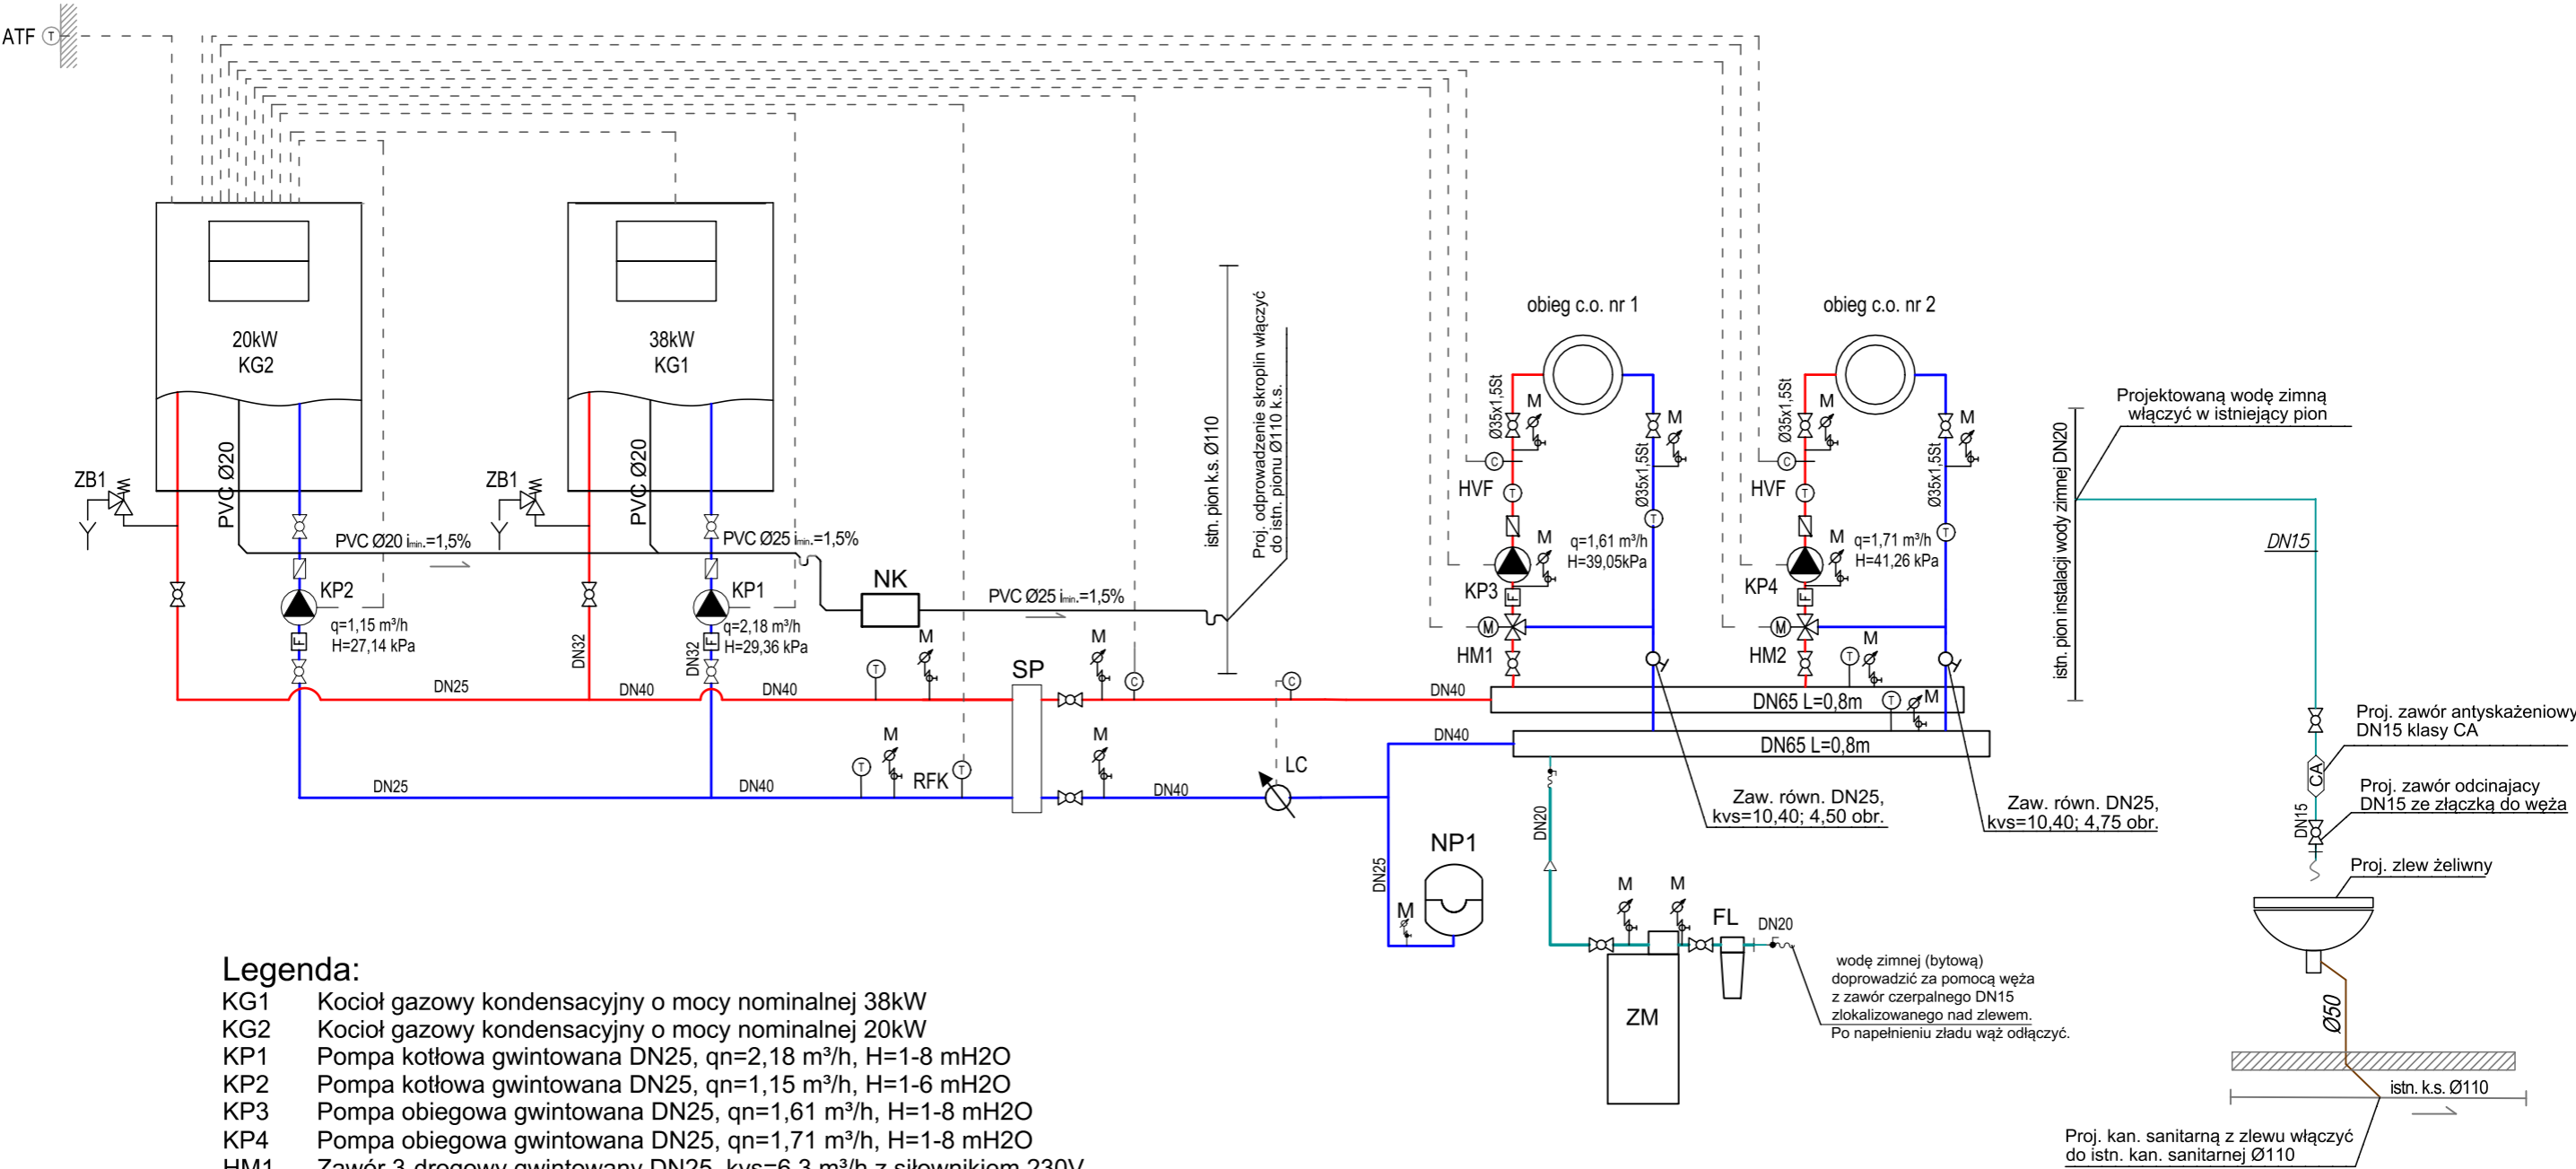 ATF
T
20kW
KG2
38kW
KG1
ZB1
PVC Ø20
ZB1
PVC Ø20
PVC Ø20 imin.=1,5%
PVC Ø25 imin.=1,5%
KP2
q=1,15 m³/h
H=27,14 kPa
F
KP1
q=2,18 m³/h
H=29,36 kPa
F
DN32
DN32
NK
PVC Ø25 imin.=1,5%
istn. pion k.s. Ø110
Proj. odprowadzenie skroplin włączyć
do istn. pionu Ø110 k.s.
DN25
DN40
DN40
T
M
SP
M
C
C
DN40
DN25
DN40
T
M
RFK
T
M
DN40
LC
DN40
DN25
NP1
M
obieg c.o. nr 1
Ø35x1,5St
M
M
C
Ø35x1,5St
HVF
T
T
M
q=1,61 m³/h
H=39,05kPa
KP3
F
M
HM1
obieg c.o. nr 2
Ø35x1,5St
M
M
C
Ø35x1,5St
HVF
T
T
M
q=1,71 m³/h
H=41,26 kPa
KP4
F
M
HM2
T
M
DN65 L=0,8m
T
M
DN65 L=0,8m
Zaw. równ. DN25,
kvs=10,40; 4,50 obr.
Zaw. równ. DN25,
kvs=10,40; 4,75 obr.
DN20
M
M
FL
DN20
ZM
wodę zimnej (bytową)
doprowadzić za pomocą węża
z zawór czerpalnego DN15
zlokalizowanego nad zlewem.
Po napełnieniu zładu wąż odłączyć.
istn. pion instalacji wody zimnej DN20
Projektowaną wodę zimną
włączyć w istniejący pion
DN15
Proj. zawór antyskażeniowy
DN15 klasy CA
CA
Proj. zawór odcinajacy
DN15 ze złączką do węża
DN15
Proj. zlew żeliwny
Ø50
istn. k.s. Ø110
Proj. kan. sanitarną z zlewu włączyć
do istn. kan. sanitarnej Ø110
Legenda:
KG1 Kocioł gazowy kondensacyjny o mocy nominalnej 38kW
KG2 Kocioł gazowy kondensacyjny o mocy nominalnej 20kW
KP1 Pompa kotłowa gwintowana DN25, qn=2,18 m³/h, H=1-8 mH2O
KP2 Pompa kotłowa gwintowana DN25, qn=1,15 m³/h, H=1-6 mH2O
KP3 Pompa obiegowa gwintowana DN25, qn=1,61 m³/h, H=1-8 mH2O
KP4 Pompa obiegowa gwintowana DN25, qn=1,71 m³/h, H=1-8 mH2O
HM1 Zawór 3-drogowy gwintowany DN25, kvs=6,3 m³/h z siłownikiem 230V